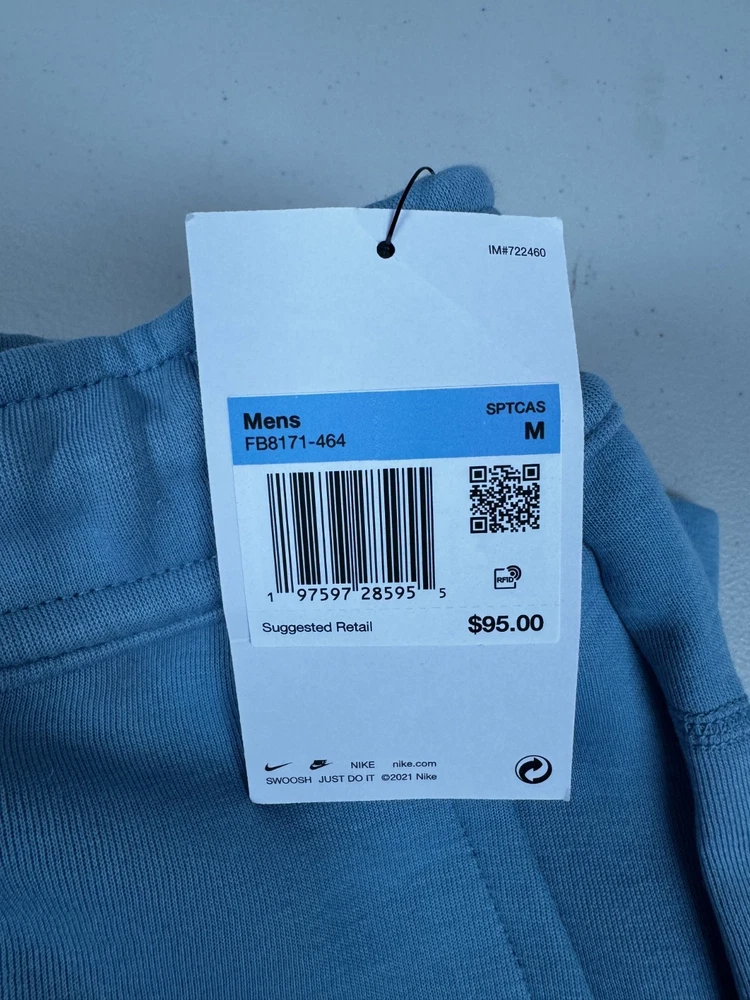 IM#722460
Mens SPTCAS
FB8171-464 M
RFID
1 97597 28595 5
Suggested Retail $95.00
NIKE nike.com
SWOOSH JUST DO IT ©2021 Nike